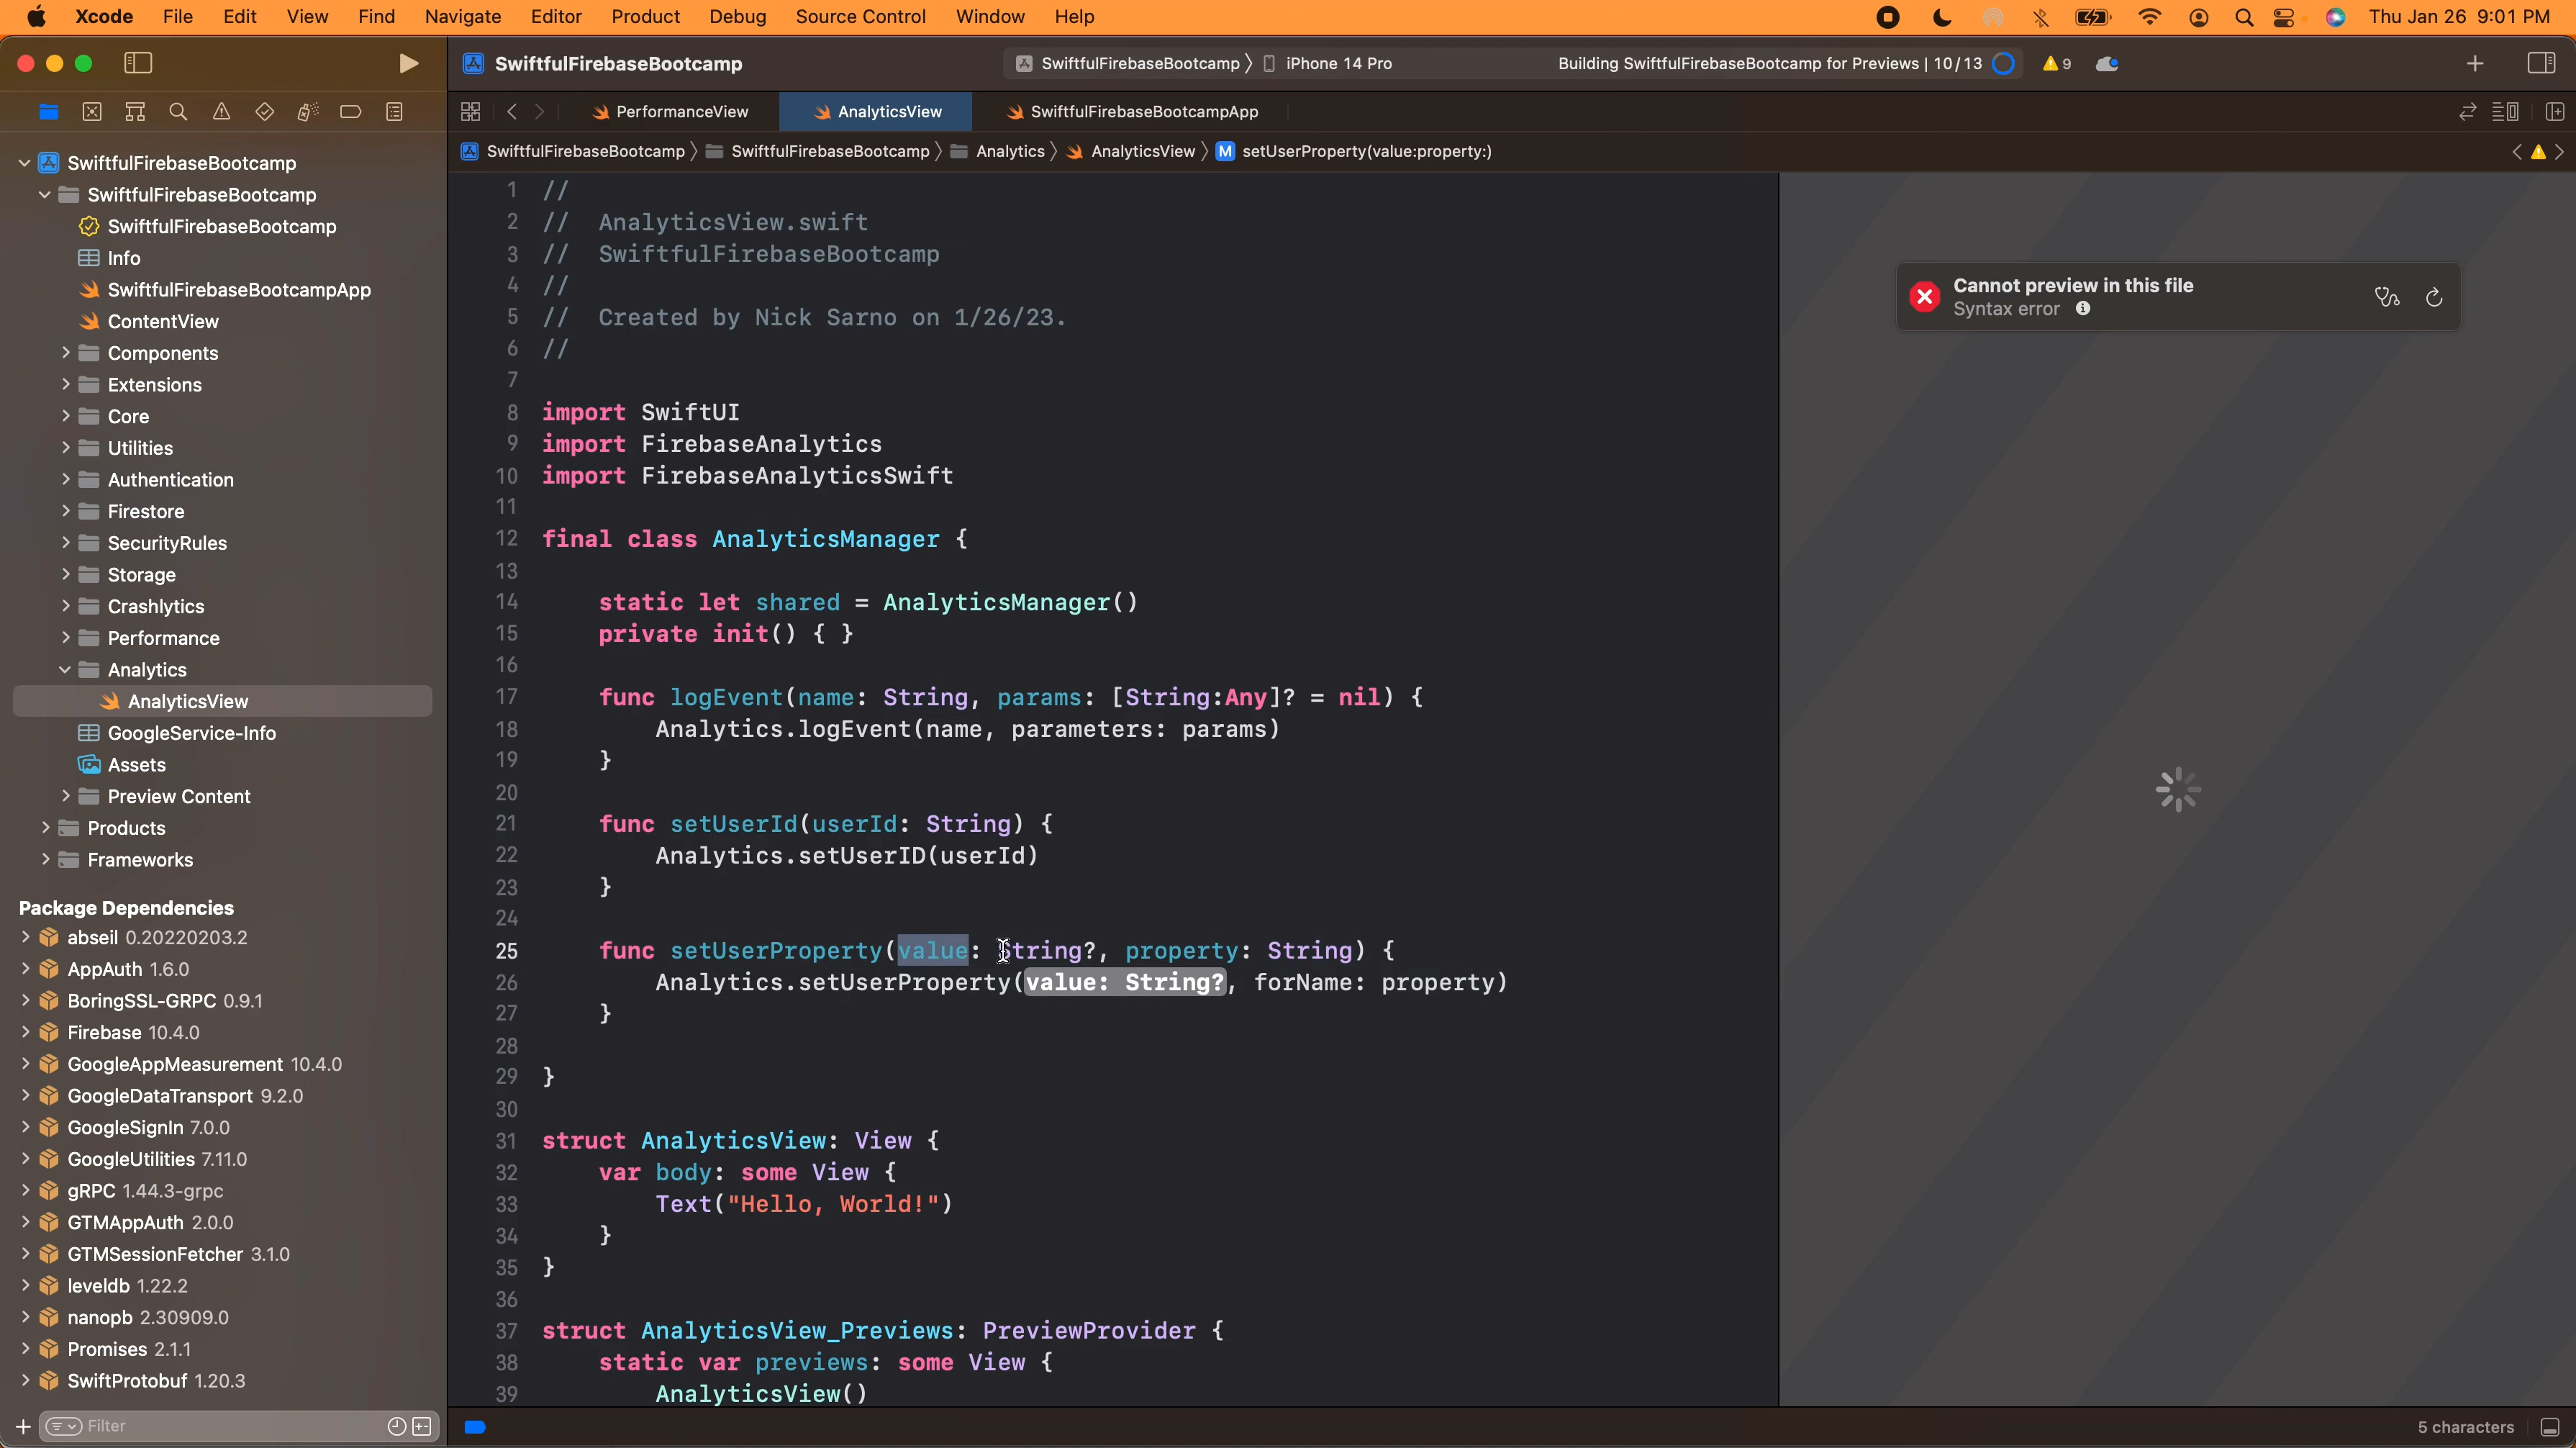 Xcode File Edit View Find Navigate Editor Product Debug Source Control Window Help Thu Jan 26 9:01 PM
SwiftfulFirebaseBootcamp SwiftfulFirebaseBootcamp iPhone 14 Pro Building SwiftfulFirebaseBootcamp for Previews | 10/13 9
PerformanceView AnalyticsView SwiftfulFirebaseBootcampApp
SwiftfulFirebaseBootcamp SwiftfulFirebaseBootcamp Analytics AnalyticsView M setUserProperty(value:property:)
SwiftfulFirebaseBootcamp
SwiftfulFirebaseBootcamp
SwiftfulFirebaseBootcamp
Info
SwiftfulFirebaseBootcampApp
ContentView
Components
Extensions
Core
Utilities
Authentication
Firestore
SecurityRules
Storage
Crashlytics
Performance
Analytics
AnalyticsView
GoogleService-Info
Assets
Preview Content
Products
Frameworks
Package Dependencies
abseil 0.20220203.2
AppAuth 1.6.0
BoringSSL-GRPC 0.9.1
Firebase 10.4.0
GoogleAppMeasurement 10.4.0
GoogleDataTransport 9.2.0
GoogleSignIn 7.0.0
GoogleUtilities 7.11.0
gRPC 1.44.3-grpc
GTMAppAuth 2.0.0
GTMSessionFetcher 3.1.0
leveldb 1.22.2
nanopb 2.30909.0
Promises 2.1.1
SwiftProtobuf 1.20.3
Filter
1 //
2 // AnalyticsView.swift
3 // SwiftfulFirebaseBootcamp
4 //
5 // Created by Nick Sarno on 1/26/23.
6 //
7
8 import SwiftUI
9 import FirebaseAnalytics
10 import FirebaseAnalyticsSwift
11
12 final class AnalyticsManager {
13
14 static let shared = AnalyticsManager()
15 private init() { }
16
17 func logEvent(name: String, params: [String:Any]? = nil) {
18 Analytics.logEvent(name, parameters: params)
19 }
20
21 func setUserId(userId: String) {
22 Analytics.setUserID(userId)
23 }
24
25 func setUserProperty(value: String?, property: String) {
26 Analytics.setUserProperty(value: String?, forName: property)
27 }
28
29 }
30
31 struct AnalyticsView: View {
32 var body: some View {
33 Text("Hello, World!")
34 }
35 }
36
37 struct AnalyticsView_Previews: PreviewProvider {
38 static var previews: some View {
39 AnalyticsView()
Cannot preview in this file
Syntax error
5 characters